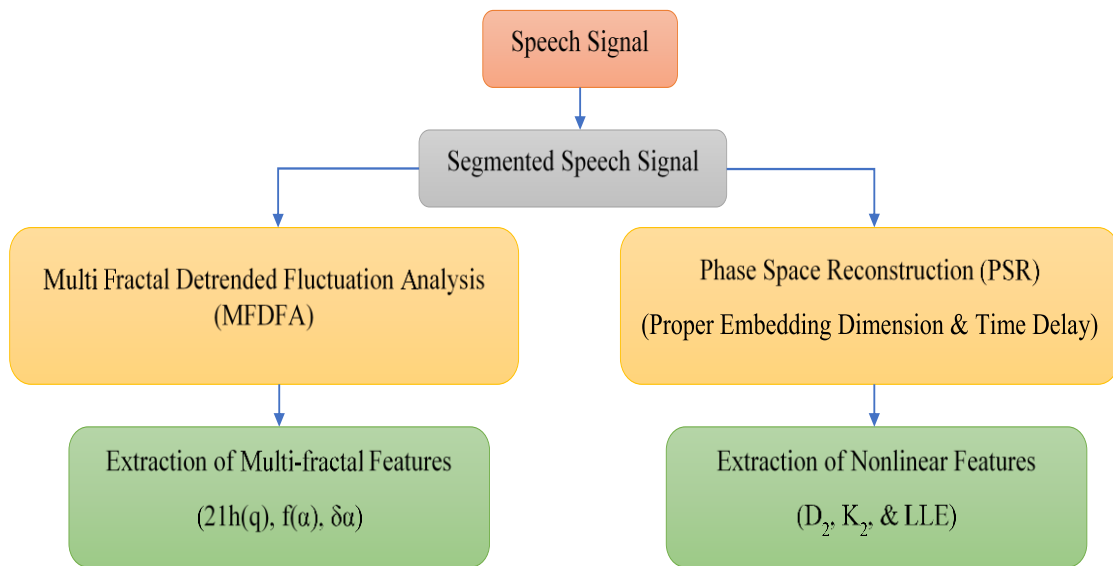 Speech Signal
Segmented Speech Signal
Multi Fractal Detrended Fluctuation Analysis
(MFDFA)
Phase Space Reconstruction (PSR)
(Proper Embedding Dimension & Time Delay)
Extraction of Multi-fractal Features
(21h(q), f(α), δα)
Extraction of Nonlinear Features
(D₂, K₂, & LLE)